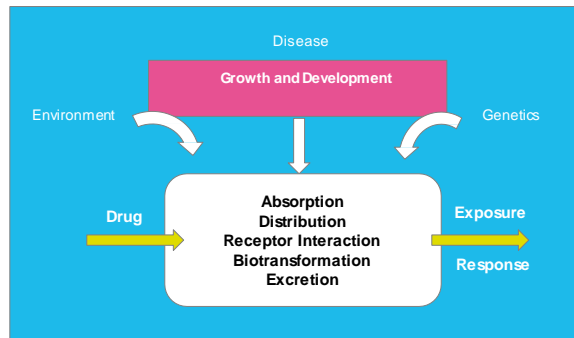 Disease
Growth and Development
Environment
Genetics
Absorption
Distribution
Receptor Interaction
Biotransformation
Excretion
Drug
Exposure
Response